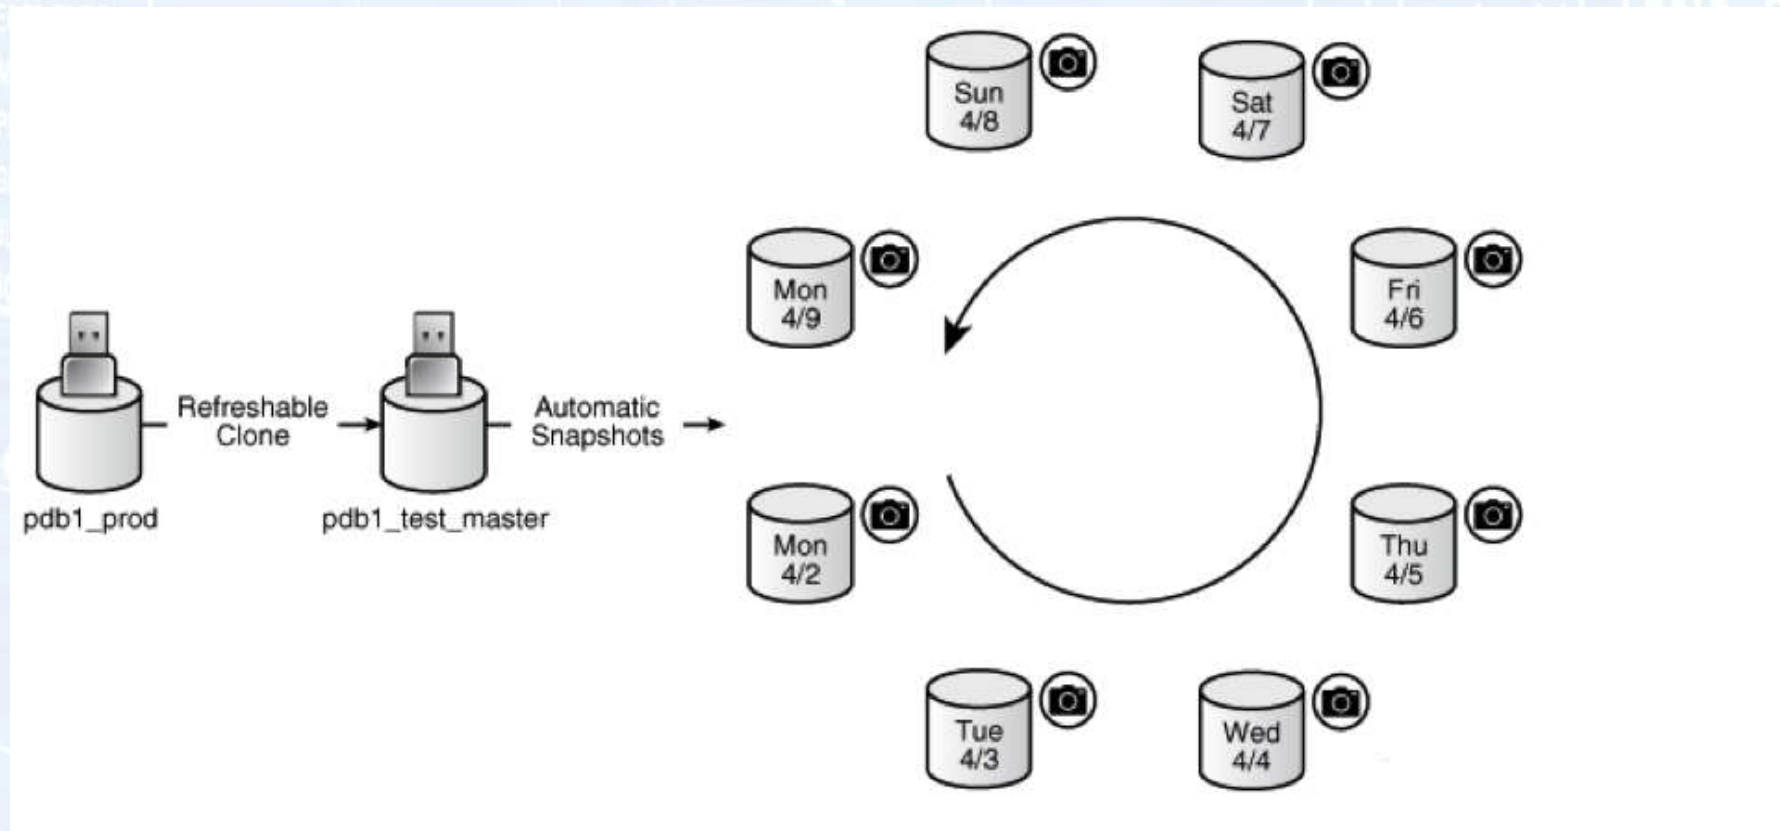 Sun
4/8
Sat
4/7
Mon
4/9
Fri
4/6
Refreshable
Clone
Automatic
Snapshots
pdb1_prod
pdb1_test_master
Mon
4/2
Thu
4/5
Tue
4/3
Wed
4/4